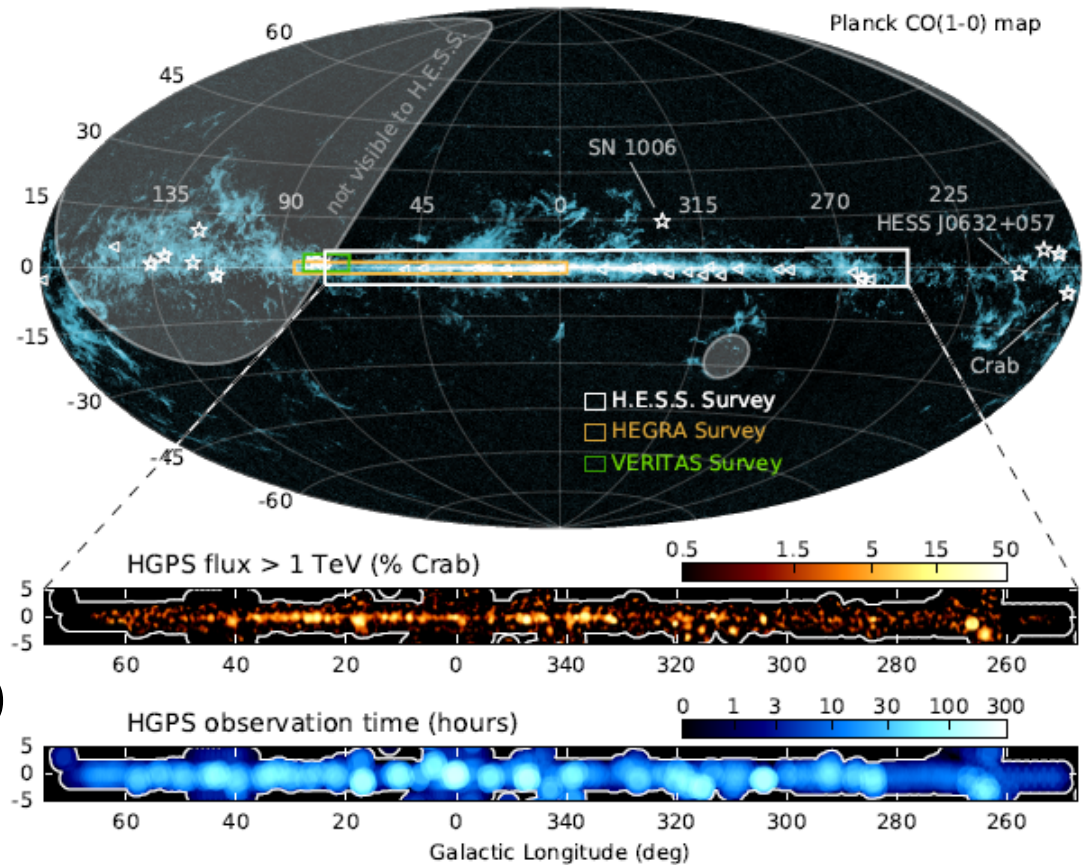 Planck CO(1-0) map
60
45
30
15
0
-15
-30
-45
-60
not visible to H.E.S.S.
135
90
45
0
315
270
225
SN 1006
HESS J0632+057
Crab
H.E.S.S. Survey
HEGRA Survey
VERITAS Survey
HGPS flux > 1 TeV (% Crab)
0.5 1.5 5 15 50
5
0
-5
60 40 20 0 340 320 300 280 260
)
HGPS observation time (hours)
0 1 3 10 30 100 300
5
0
-5
60 40 20 0 340 320 300 280 260
Galactic Longitude (deg)